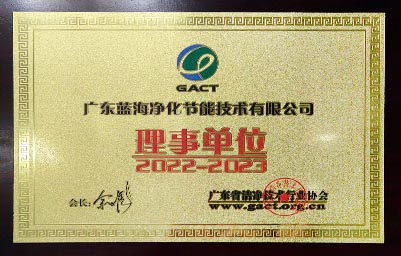 GACT
广东蓝海净化节能技术有限公司
理事单位
2022-2023
会长:
广东省洁净技术行业协会
www.gact.org.cn